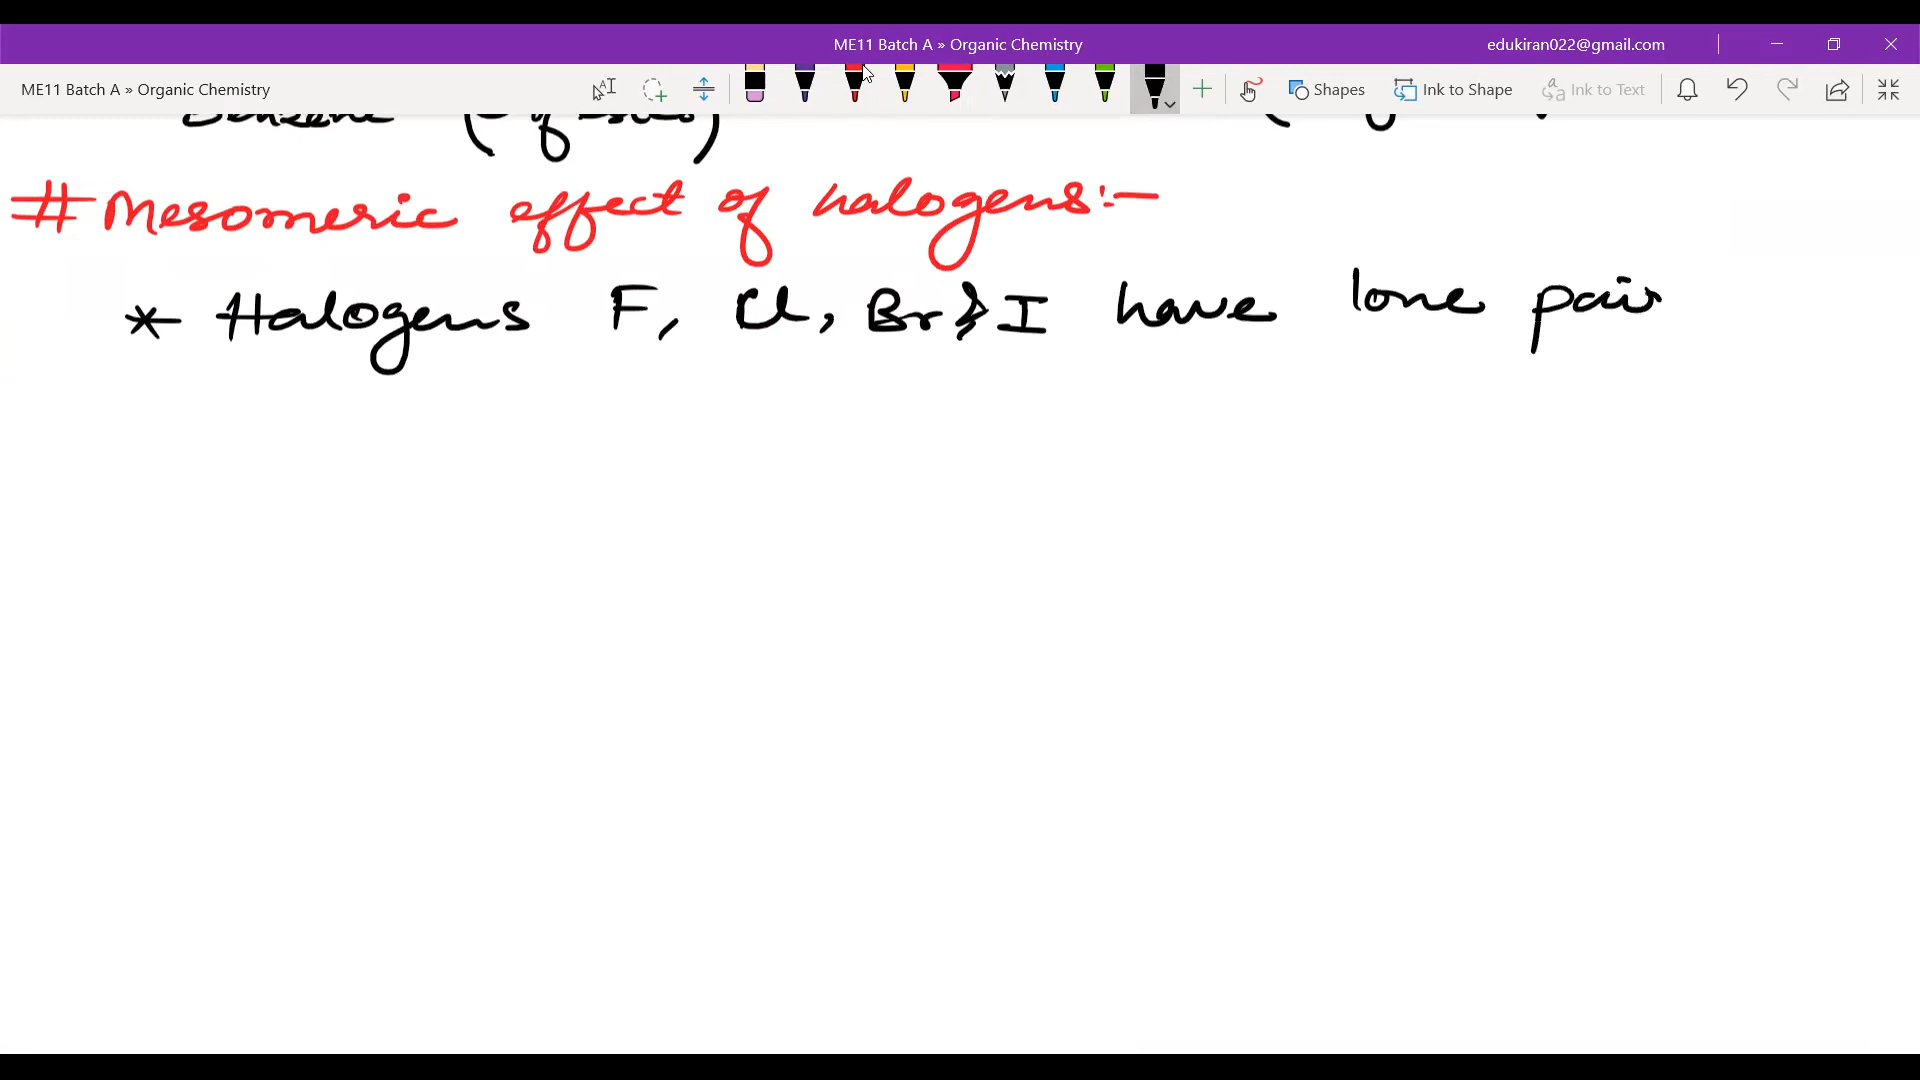 ME11 Batch A » Organic Chemistry
edukiran022@gmail.com
ME11 Batch A » Organic Chemistry
Shapes
Ink to Shape
Ink to Text
Benzene
# Mesomeric effect of halogens:-
* Halogens F, Cl, Br & I have lone pair